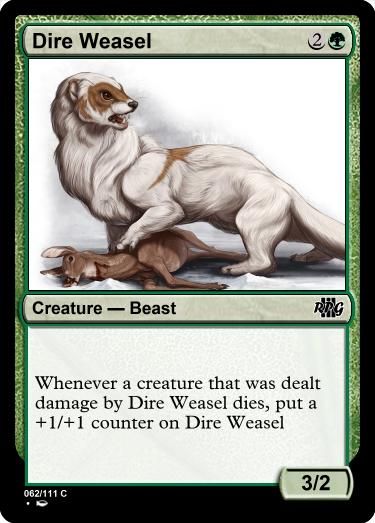 Dire Weasel 2
Creature — Beast
RPG
Whenever a creature that was dealt
damage by Dire Weasel dies, put a
+1/+1 counter on Dire Weasel
3/2
062/111 C